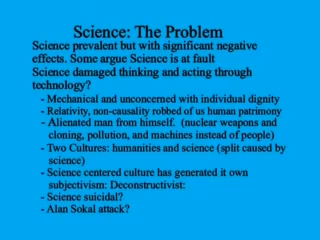 Science: The Problem
Science prevalent but with significant negative
effects. Some argue Science is at fault
Science damaged thinking and acting through
technology?
- Mechanical and unconcerned with individual dignity
- Relativity, non-causality robbed of us human patrimony
- Alienated man from himself. (nuclear weapons and
cloning, pollution, and machines instead of people)
- Two Cultures: humanities and science (split caused by
science)
- Science centered culture has generated it own
subjectivism: Deconstructivist:
- Science suicidal?
- Alan Sokal attack?